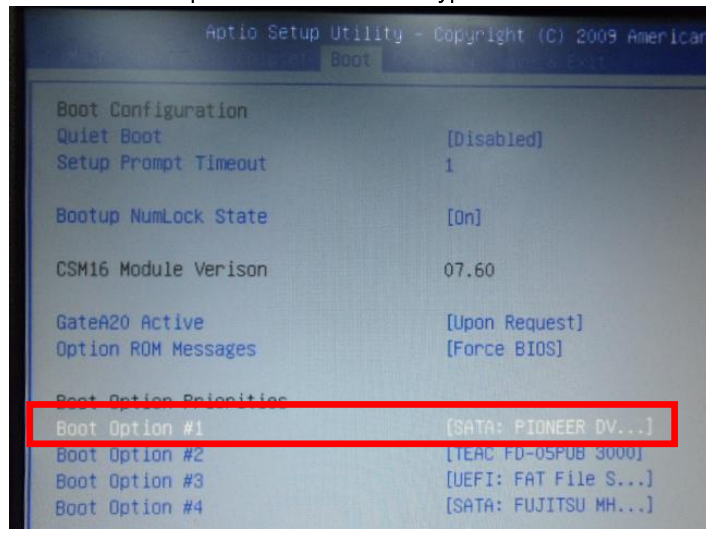 Aptio Setup Utility - Copyright (C) 2009 American
Boot
Boot Configuration
Quiet Boot [Disabled]
Setup Prompt Timeout 1
Bootup NumLock State [On]
CSM16 Module Verison 07.60
GateA20 Active [Upon Request]
Option ROM Messages [Force BIOS]
Boot Option Priorities
Boot Option #1 [SATA: PIONEER DV...]
Boot Option #2 [TEAC FD-05PUB 3000]
Boot Option #3 [UEFI: FAT File S...]
Boot Option #4 [SATA: FUJITSU MH...]